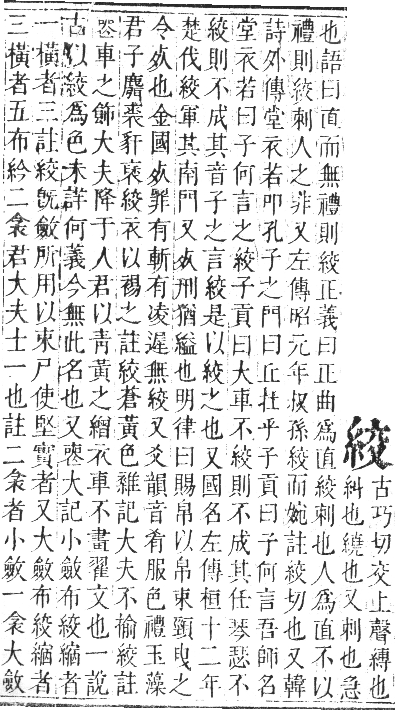 絞
古巧切交上聲縛也
糾也繞也又刺也急
也語曰直而無禮則絞正義曰正曲爲直絞刺也人爲直不以
禮則絞刺人之非又左傳昭元年叔孫絞而婉註絞切也又韓
詩外傳堂衣若叩孔子之門曰丘在乎子貢曰子何言吾師名
堂衣若曰子何言之絞子貢曰大車不絞則不成其任琴瑟不
絞則不成其音子之言絞是以絞之也又國名左傳桓十二年
楚伐絞軍其南門又死刑猶縊也明律曰賜帛以帛束頸曳之
令死也金國死罪有斬有凌遲無絞又爻韻音肴服色禮玉藻
君子麛裘豻褎絞衣以裼之註絞蒼黃色雜記大夫不揄絞註
喪車之飾大夫降于人君以靑黃之繒衣車不畫翟文也一說
古以絞爲色未詳何義今無此名也又喪大記小斂布絞縮者
一橫者三註絞旣斂所用以束尸使堅實者又大斂布絞縮者
三橫者五布紟二衾君大夫士一也註二衾者小斂一衾大斂